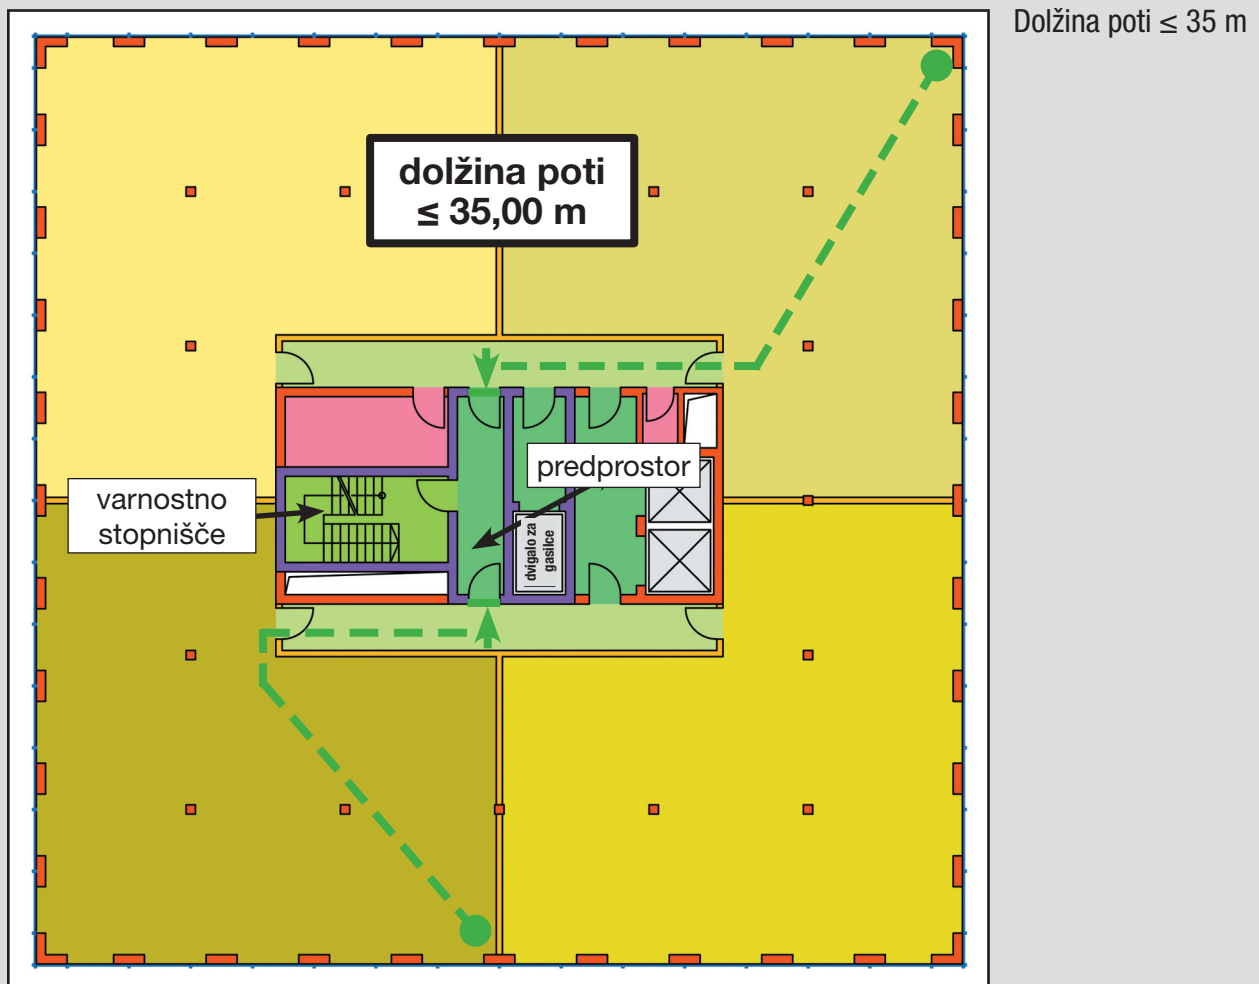 Dolžina poti ≤ 35 m
dolžina poti
≤ 35,00 m
predprostor
varnostno
stopnišče
dvigalo za
gasilce